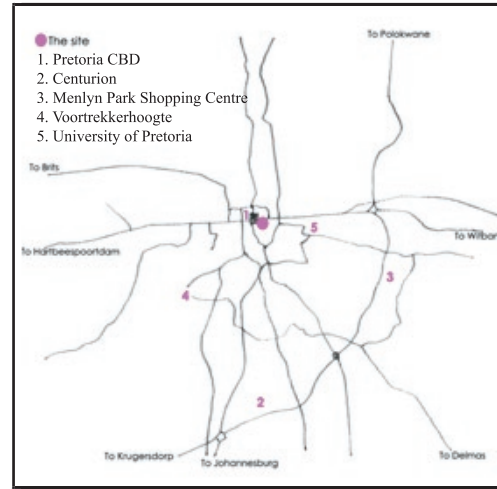 The site
1. Pretoria CBD
2. Centurion
3. Menlyn Park Shopping Centre
4. Voortrekkerhoogte
5. University of Pretoria
To Polokwane
To Brits
1
5
To Hartbeespoortdam
To Witban
3
4
2
To Krugersdorp
To Johannesburg
To Delmas